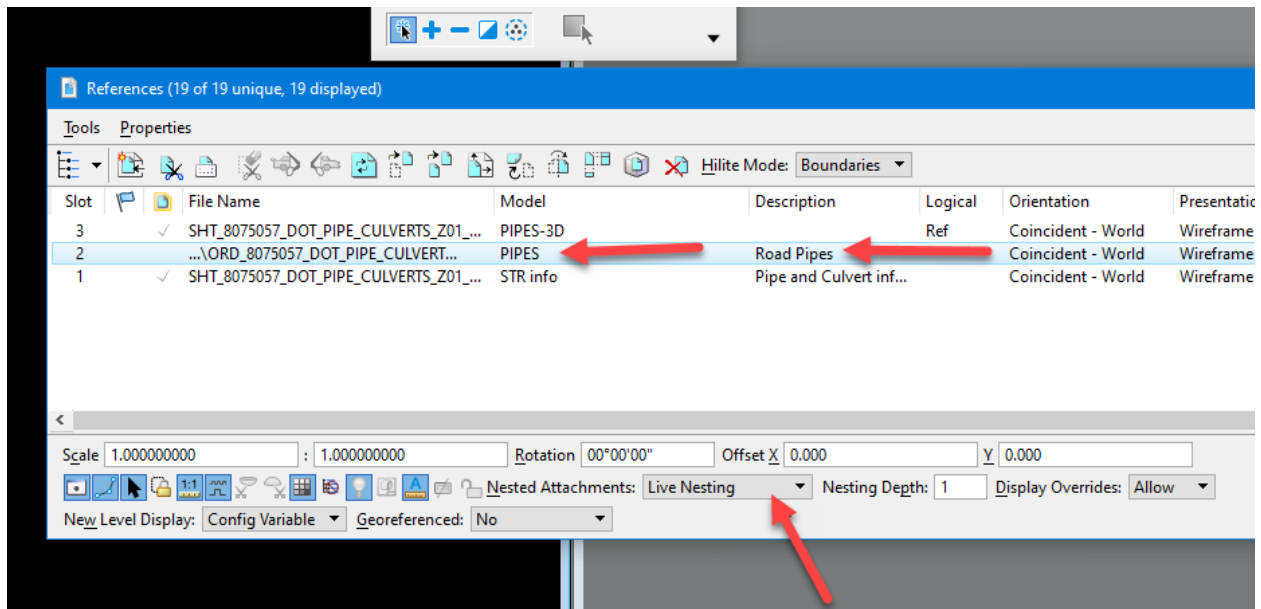 References (19 of 19 unique, 19 displayed)
Tools Properties
Hilite Mode: Boundaries
Slot File Name Model Description Logical Orientation Presentatio
3 SHT_8075057_DOT_PIPE_CULVERTS_Z01_... PIPES-3D Ref Coincident - World Wireframe
2 ...\ORD_8075057_DOT_PIPE_CULVERT... PIPES Road Pipes Coincident - World Wireframe
1 SHT_8075057_DOT_PIPE_CULVERTS_Z01_... STR info Pipe and Culvert inf... Coincident - World Wireframe
Scale 1.000000000 : 1.000000000 Rotation 00°00'00" Offset X 0.000 Y 0.000
1:1 A Nested Attachments: Live Nesting Nesting Depth: 1 Display Overrides: Allow
New Level Display: Config Variable Georeferenced: No